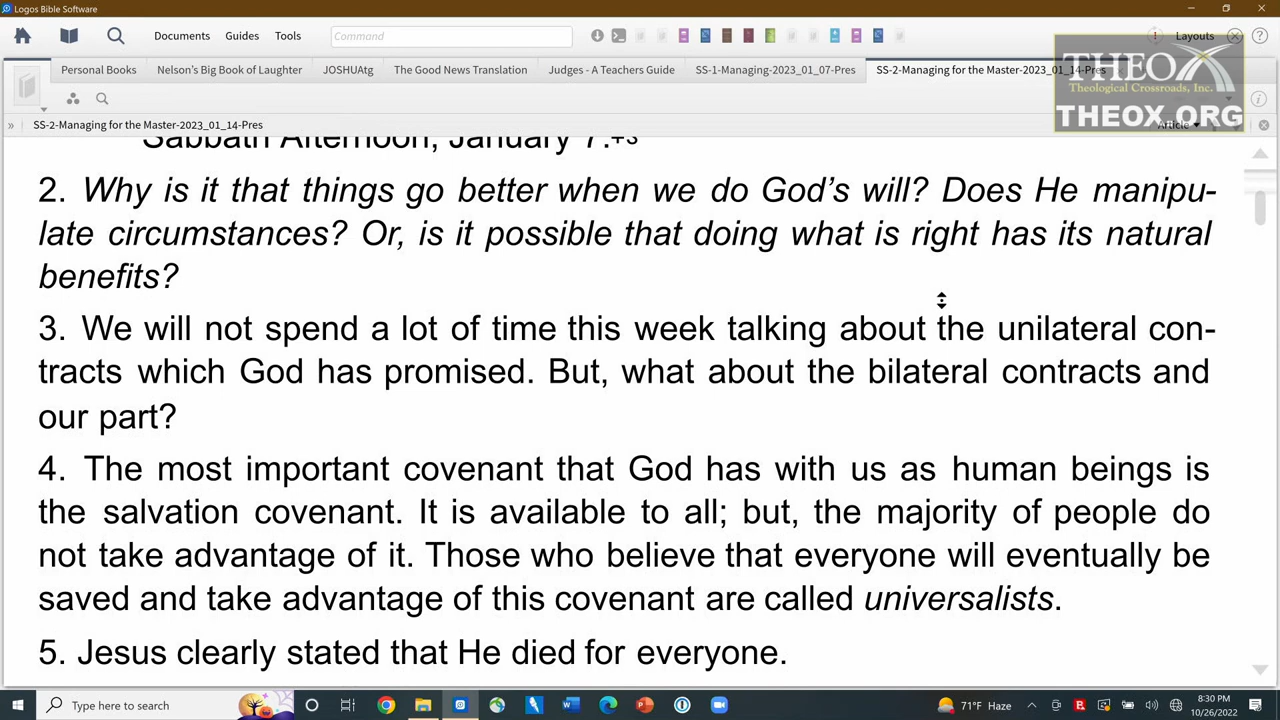 Logos Bible Software
Documents Guides Tools Command Layouts
Personal Books Nelson's Big Book of Laughter JOSHUA News Translation Judges - A Teachers Guide SS-1-Managing-2023_01_07-Pres SS-2-Managing for the Master-2023_01_14-Pres
THEOX
Theological Crossroads, Inc.
THEOX.ORG
» SS-2-Managing for the Master-2023_01_14-Pres Article
Sabbath Afternoon, January 7.+3
2. Why is it that things go better when we do God's will? Does He manipu-
late circumstances? Or, is it possible that doing what is right has its natural
benefits?
3. We will not spend a lot of time this week talking about the unilateral con-
tracts which God has promised. But, what about the bilateral contracts and
our part?
4. The most important covenant that God has with us as human beings is
the salvation covenant. It is available to all; but, the majority of people do
not take advantage of it. Those who believe that everyone will eventually be
saved and take advantage of this covenant are called universalists.
5. Jesus clearly stated that He died for everyone.
Type here to search 71°F Haze 8:30 PM
10/26/2022